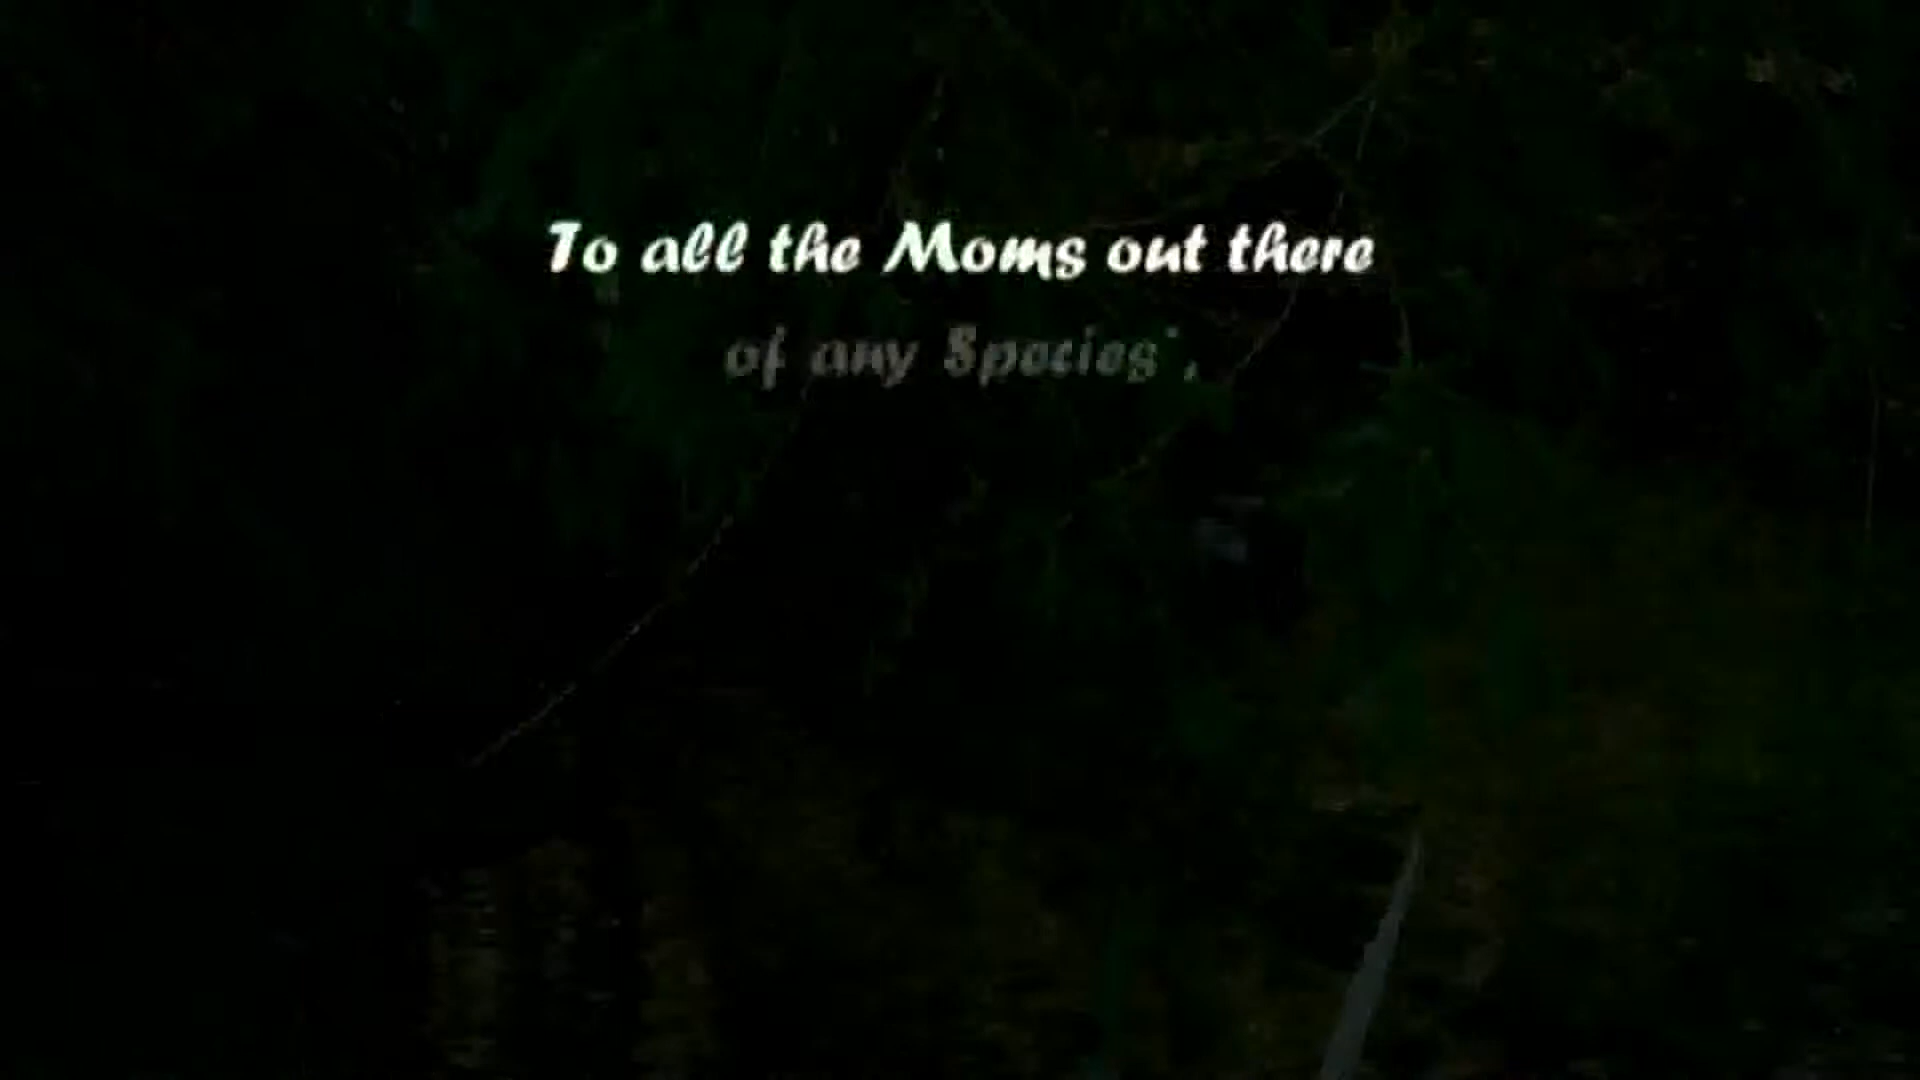 To all the Moms out there
of any Species',